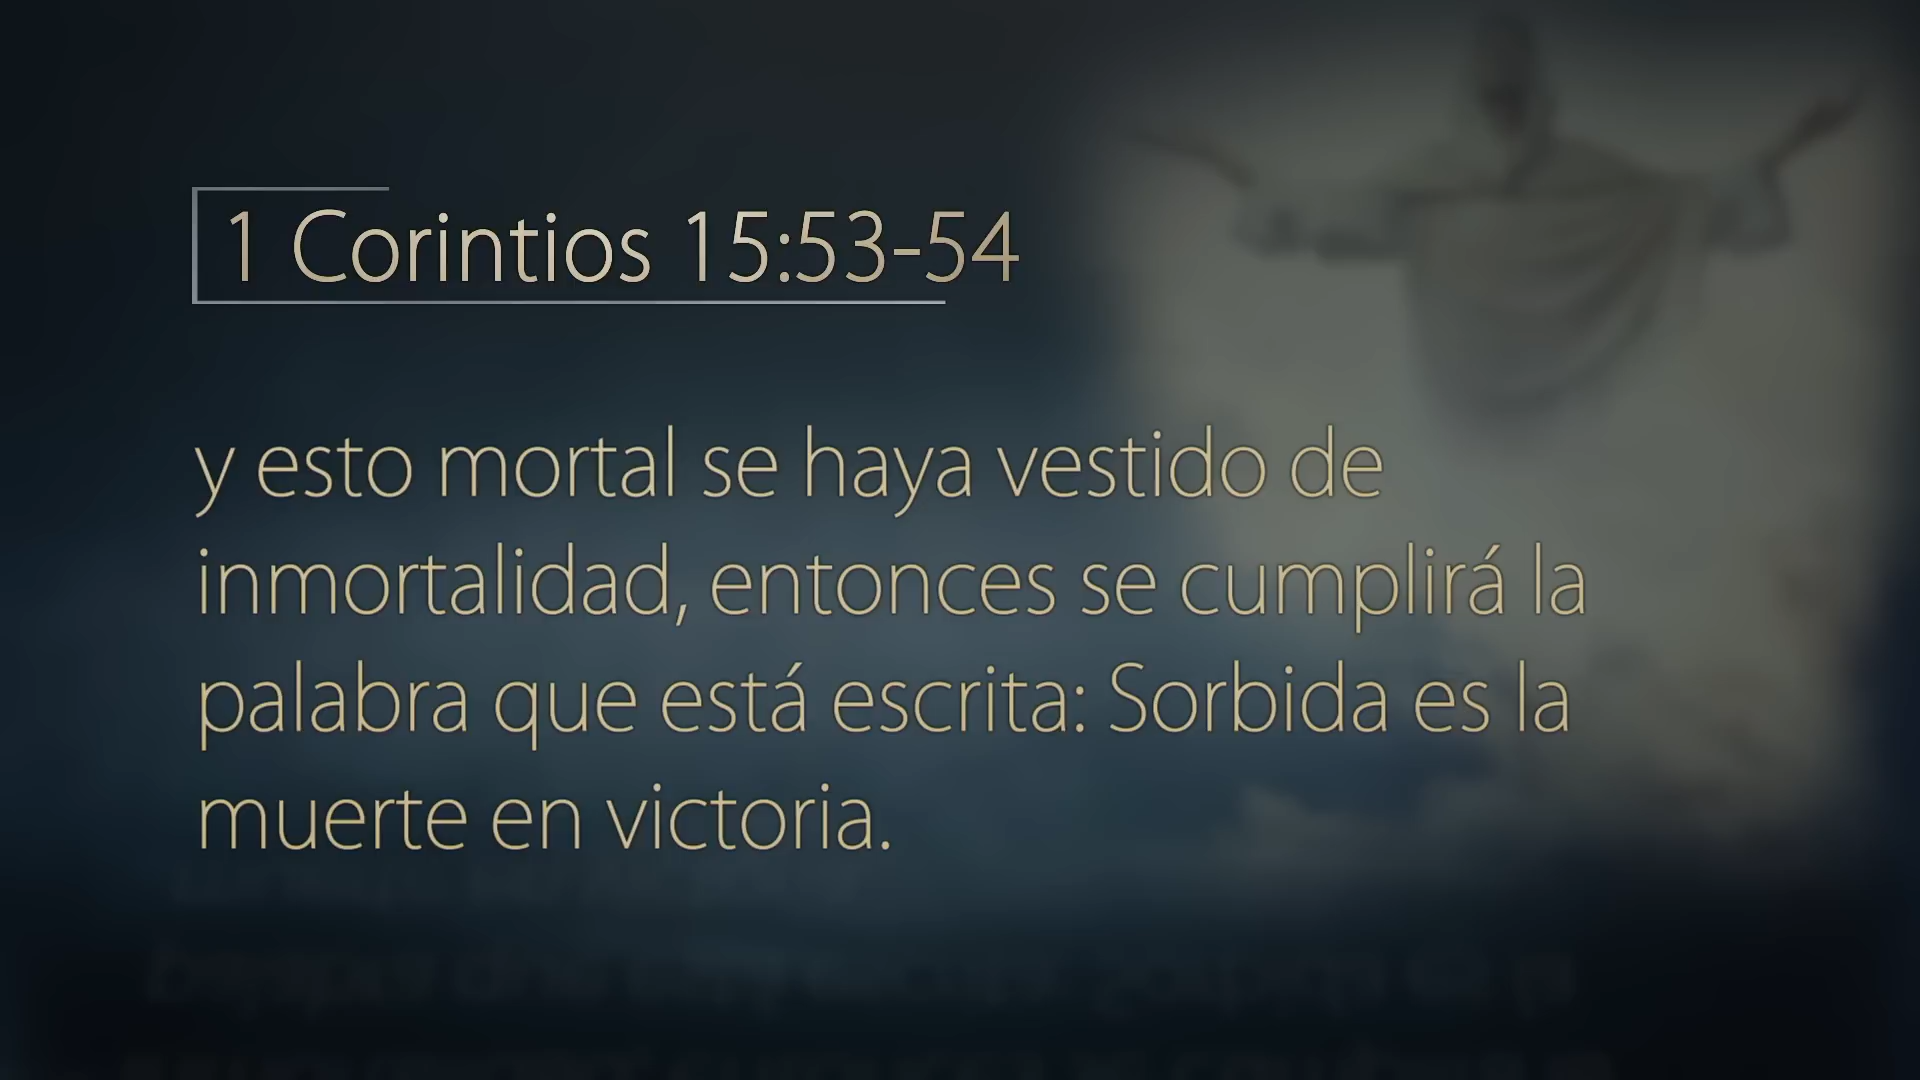 1 Corintios 15:53-54
y esto mortal se haya vestido de
inmortalidad, entonces se cumplirá la
palabra que está escrita: Sorbida es la
muerte en victoria.